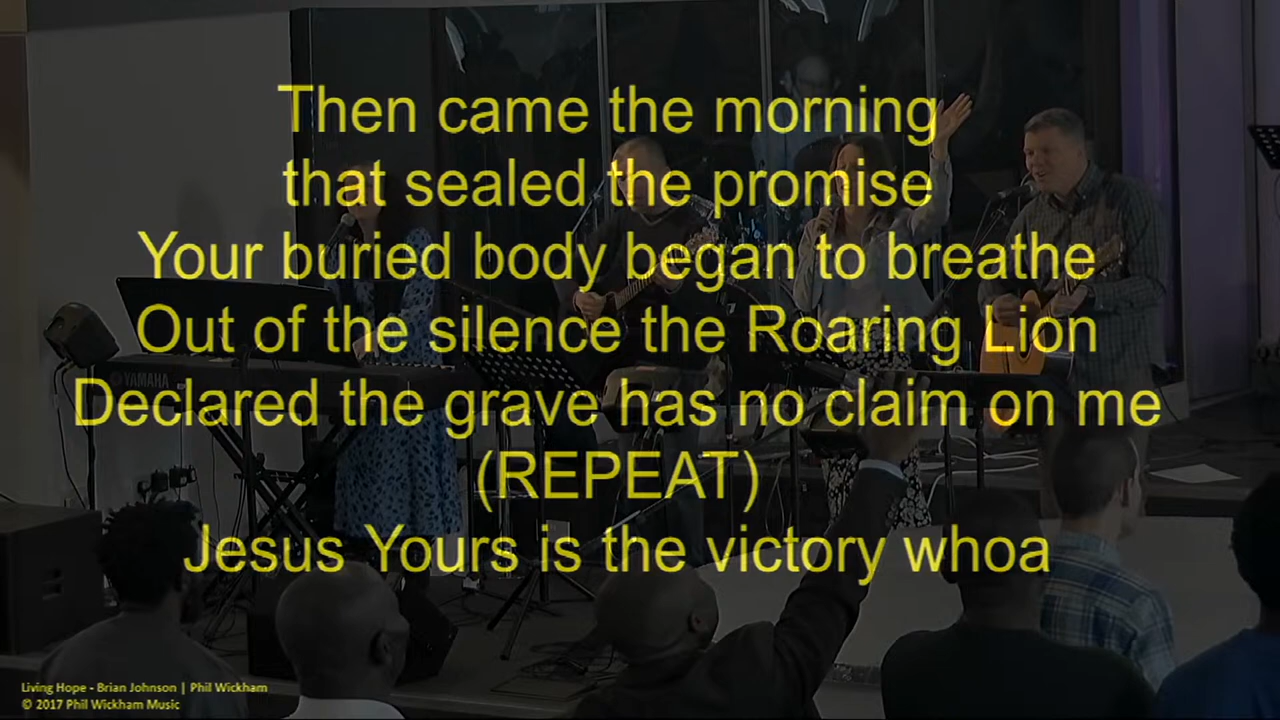 Then came the morning
that sealed the promise
Your buried body began to breathe
Out of the silence the Roaring Lion
Declared the grave has no claim on me
(REPEAT)
Jesus Yours is the victory whoa
YAMAHA
Living Hope - Brian Johnson | Phil Wickham
© 2017 Phil Wickham Music